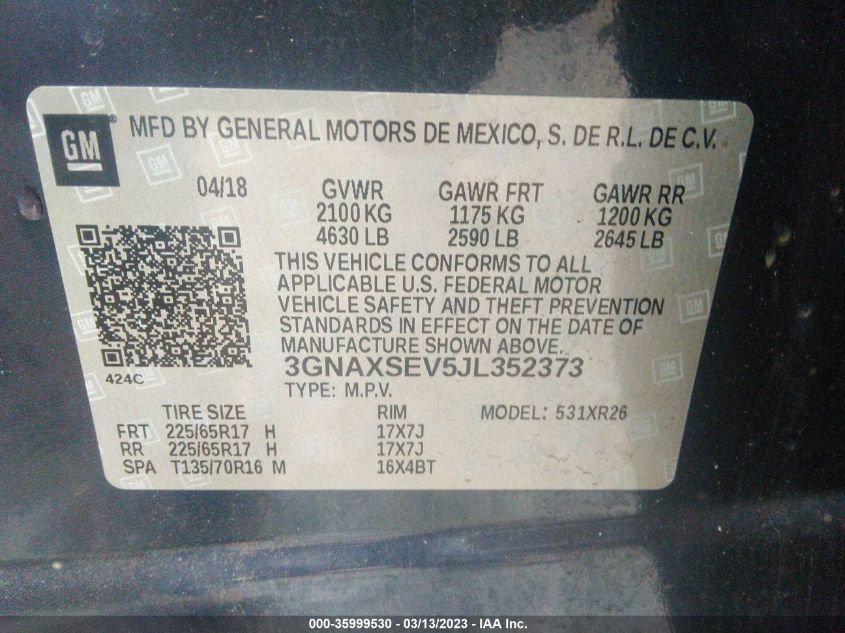 GM MFD BY GENERAL MOTORS DE MEXICO, S. DE R.L. DE C.V.
04/18 GVWR GAWR FRT GAWR RR
2100 KG 1175 KG 1200 KG
4630 LB 2590 LB 2645 LB
THIS VEHICLE CONFORMS TO ALL
APPLICABLE U.S. FEDERAL MOTOR
VEHICLE SAFETY AND THEFT PREVENTION
STANDARDS IN EFFECT ON THE DATE OF
MANUFACTURE SHOWN ABOVE.
3GNAXSEV5JL352373
424C
TYPE: M.P.V.
TIRE SIZE RIM MODEL: 531XR26
FRT 225/65R17 H 17X7J
RR 225/65R17 H 17X7J
SPA T135/70R16 M 16X4BT
000-35999530 - 03/13/2023 - IAA Inc.